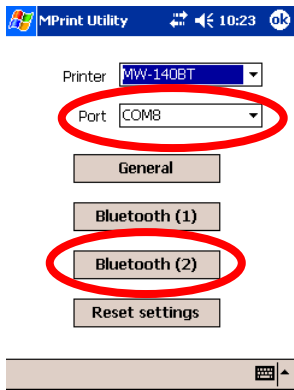 MPrint Utility 10:23 ok
Printer MW-140BT
Port COM8
General
Bluetooth (1)
Bluetooth (2)
Reset settings